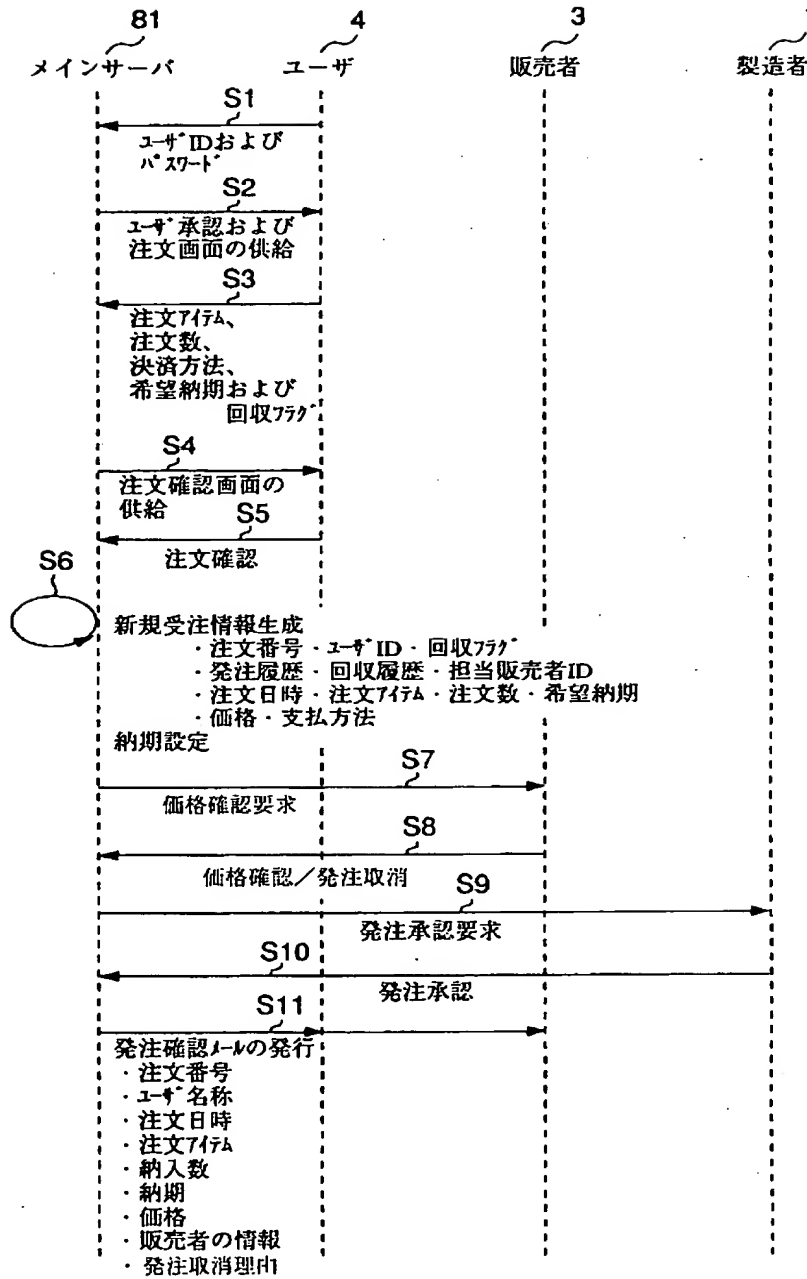 81
4
3
メインサーバ
ユーザ
販売者
製造者
S1
ﾕｰｻﾞIDおよび
ﾊﾟｽﾜｰﾄﾞ
S2
ﾕｰｻﾞ承認および
注文画面の供給
S3
注文ｱｲﾃﾑ、
注文数、
決済方法、
希望納期および
回収ﾌﾗｸﾞ
S4
注文確認画面の
供給
S5
注文確認
S6
新規受注情報生成
・注文番号・ﾕｰｻﾞID・回収ﾌﾗｸﾞ
・発注履歴・回収履歴・担当販売者ID
・注文日時・注文ｱｲﾃﾑ・注文数・希望納期
・価格・支払方法
納期設定
S7
価格確認要求
S8
価格確認／発注取消
S9
発注承認要求
S10
発注承認
S11
発注確認ﾒｰﾙの発行
・注文番号
・ﾕｰｻﾞ名称
・注文日時
・注文ｱｲﾃﾑ
・納入数
・納期
・価格
・販売者の情報
・発注取消理由